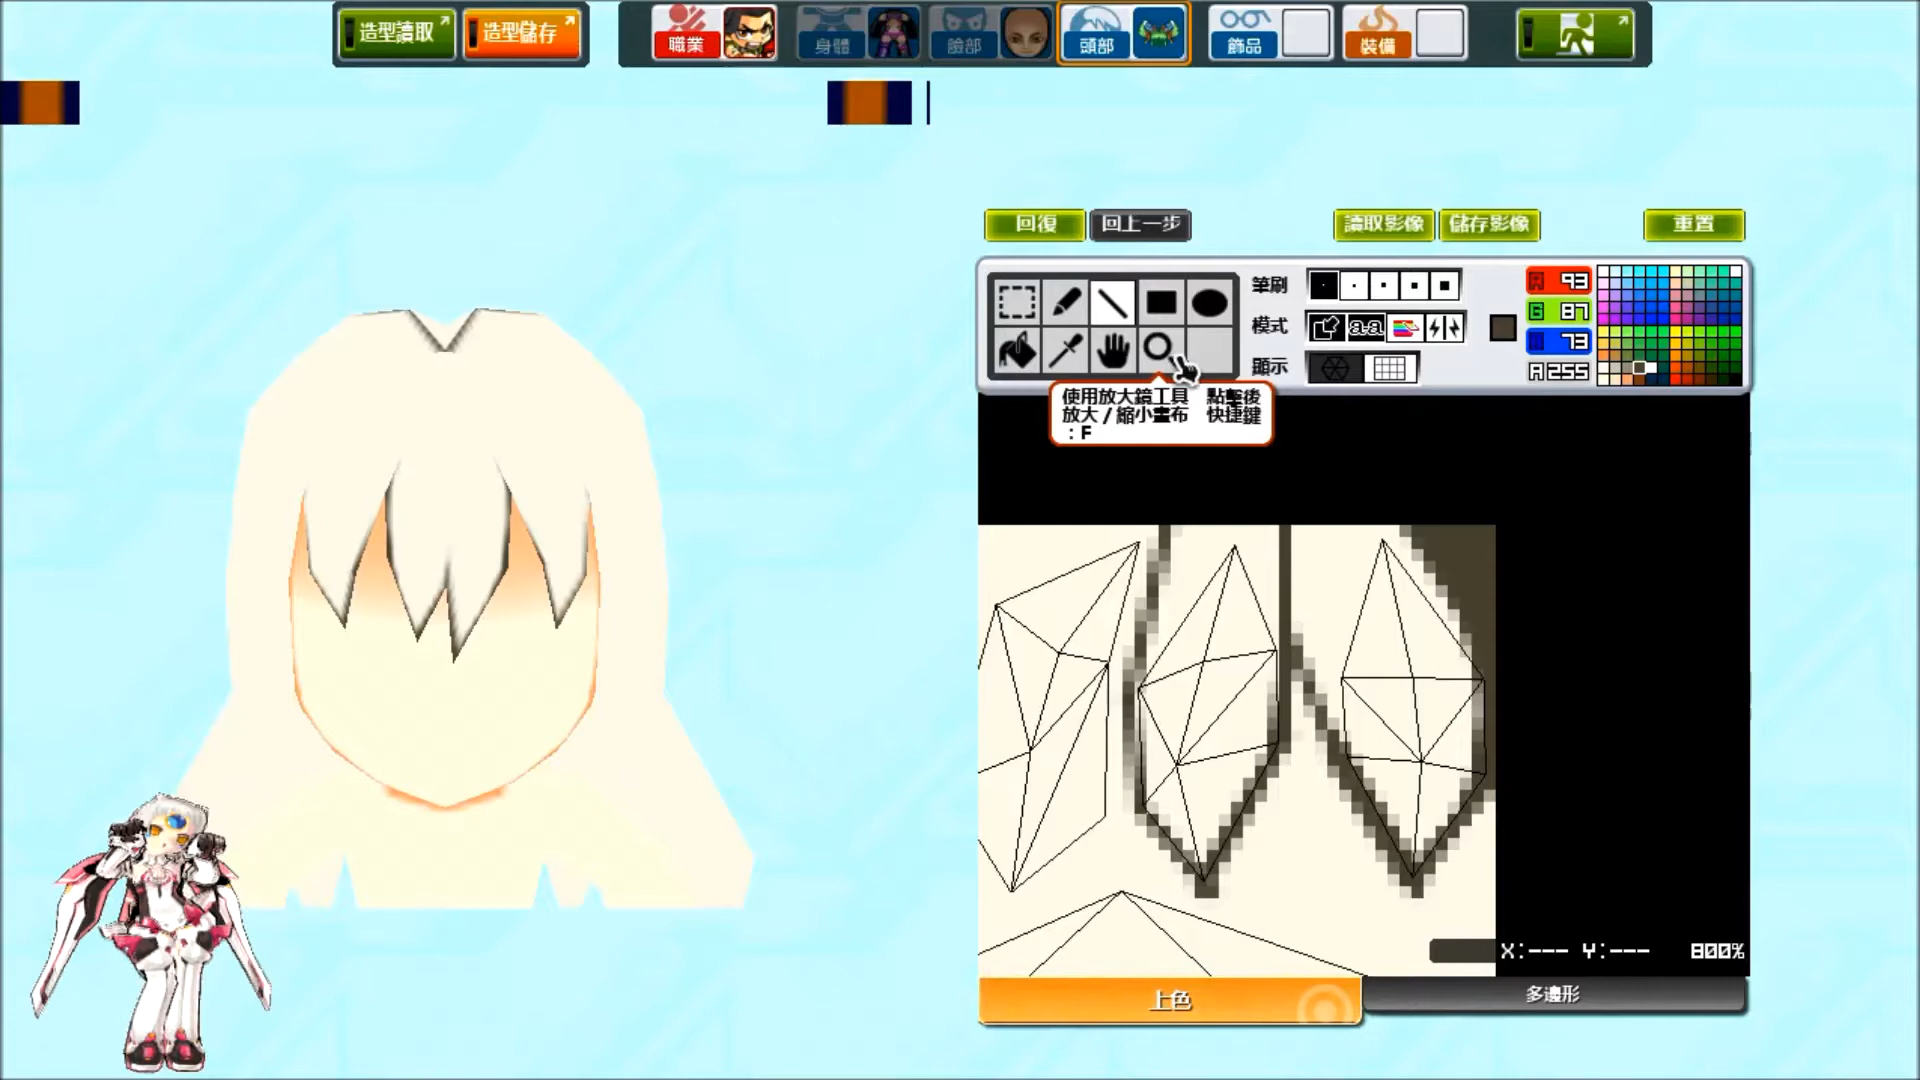 造型讀取
造型儲存
職業
身體
臉部
頭部
飾品
裝備
回復
回上一步
讀取影像
儲存影像
重置
筆刷
模式
aa
顯示
R 93
G 87
73
A 255
使用放大鏡工具 點擊後
放大/縮小畫布 快捷鍵
：F
X:--- Y:--- 800%
上色
多邊形